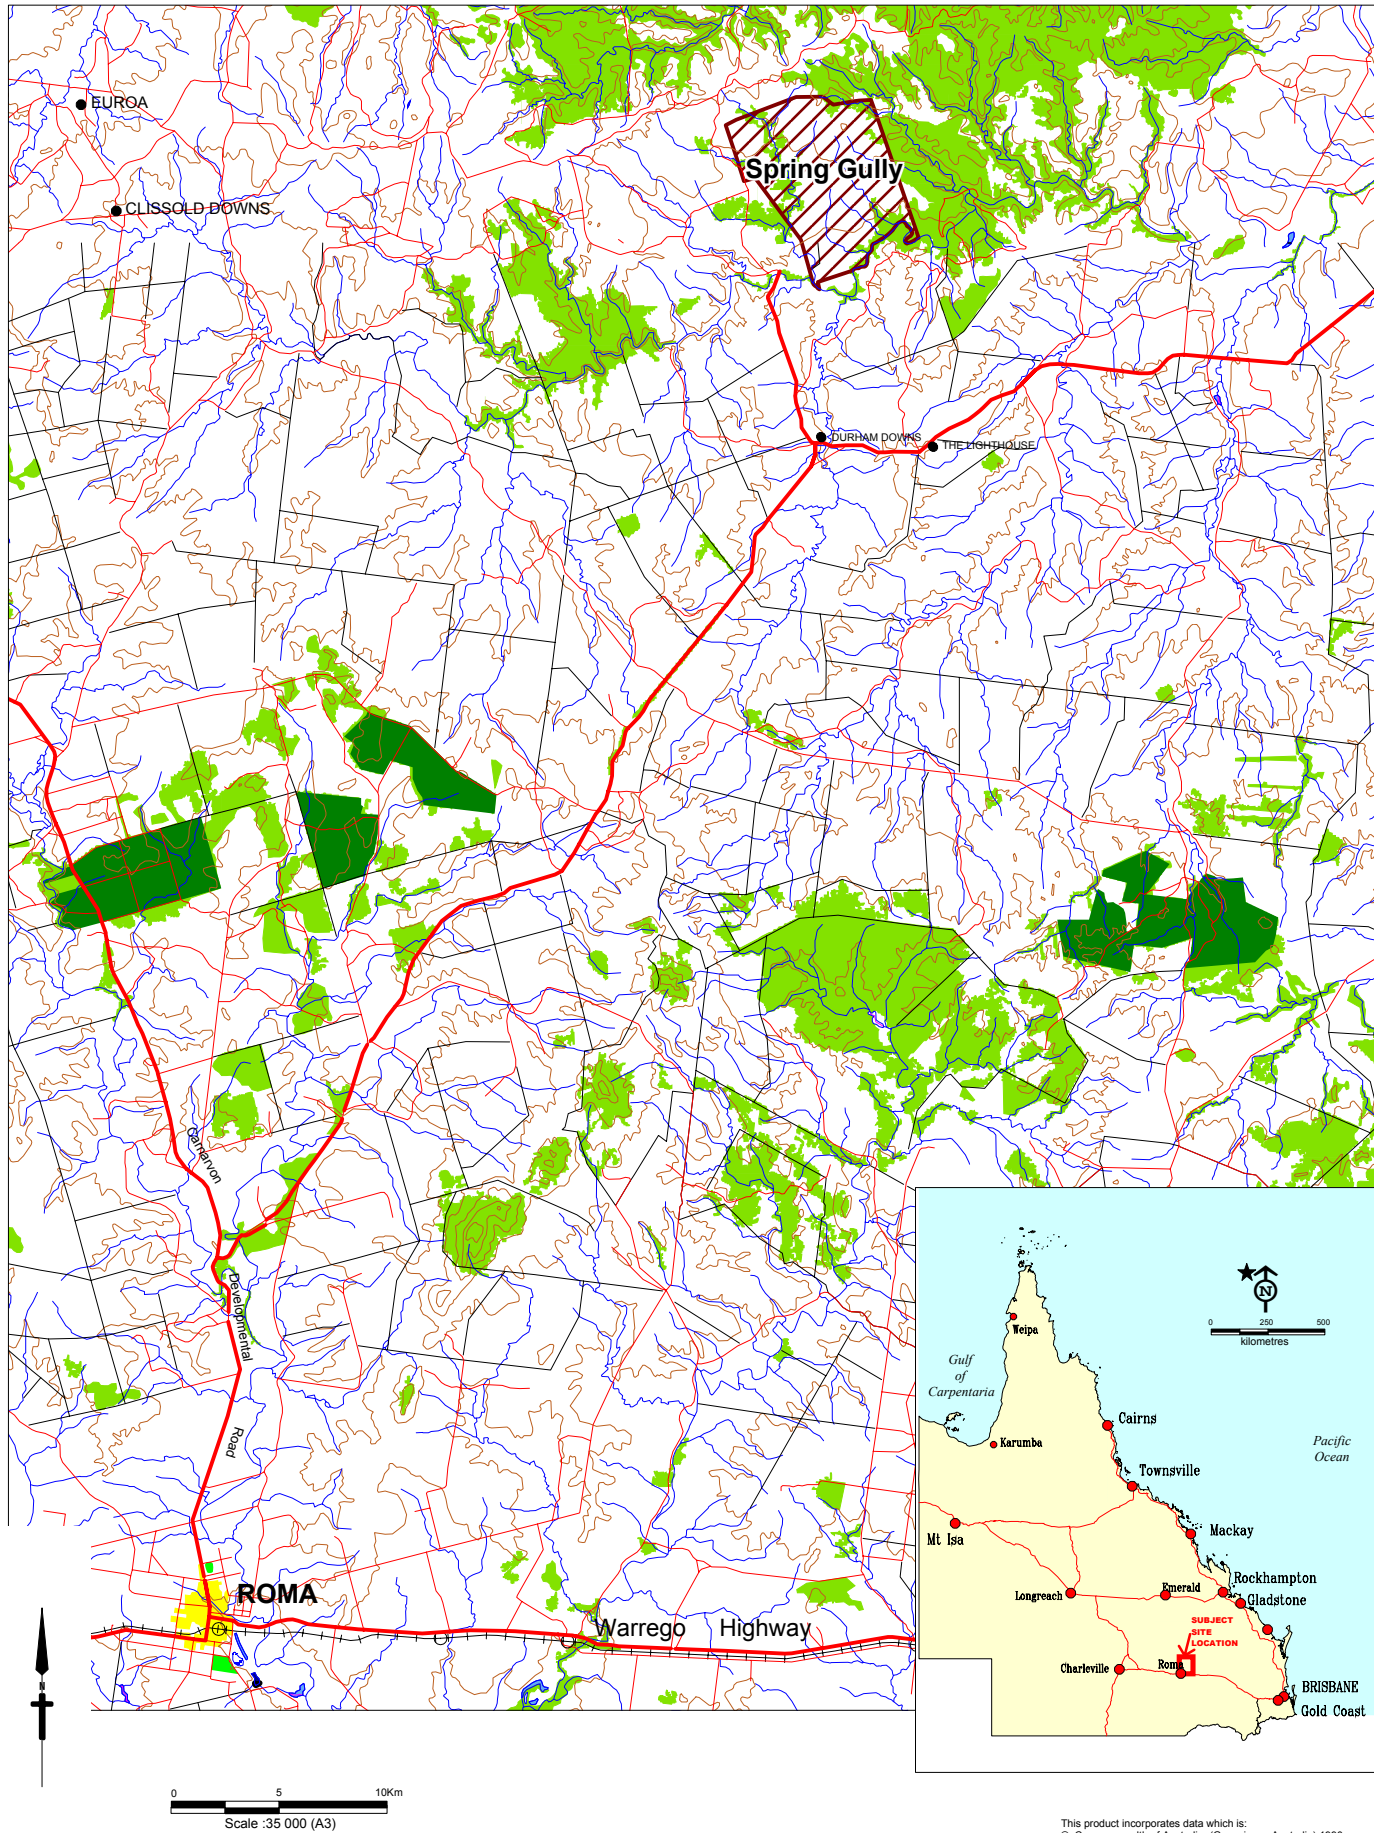 EUROA
Spring Gully
CLISSOLD DOWNS
DURHAM DOWNS
THE LIGHTHOUSE
Carnarvon
Developmental
Road
ROMA
Warrego Highway
N
0 5 10Km
Scale :35 000 (A3)
N
0 250 500
kilometres
Weipa
Gulf
of
Carpentaria
Cairns
Karumba
Pacific
Ocean
Townsville
Mt Isa
Mackay
Rockhampton
Longreach
Emerald
Gladstone
SUBJECT
SITE
LOCATION
Charleville
Roma
BRISBANE
Gold Coast
This product incorporates data which is: